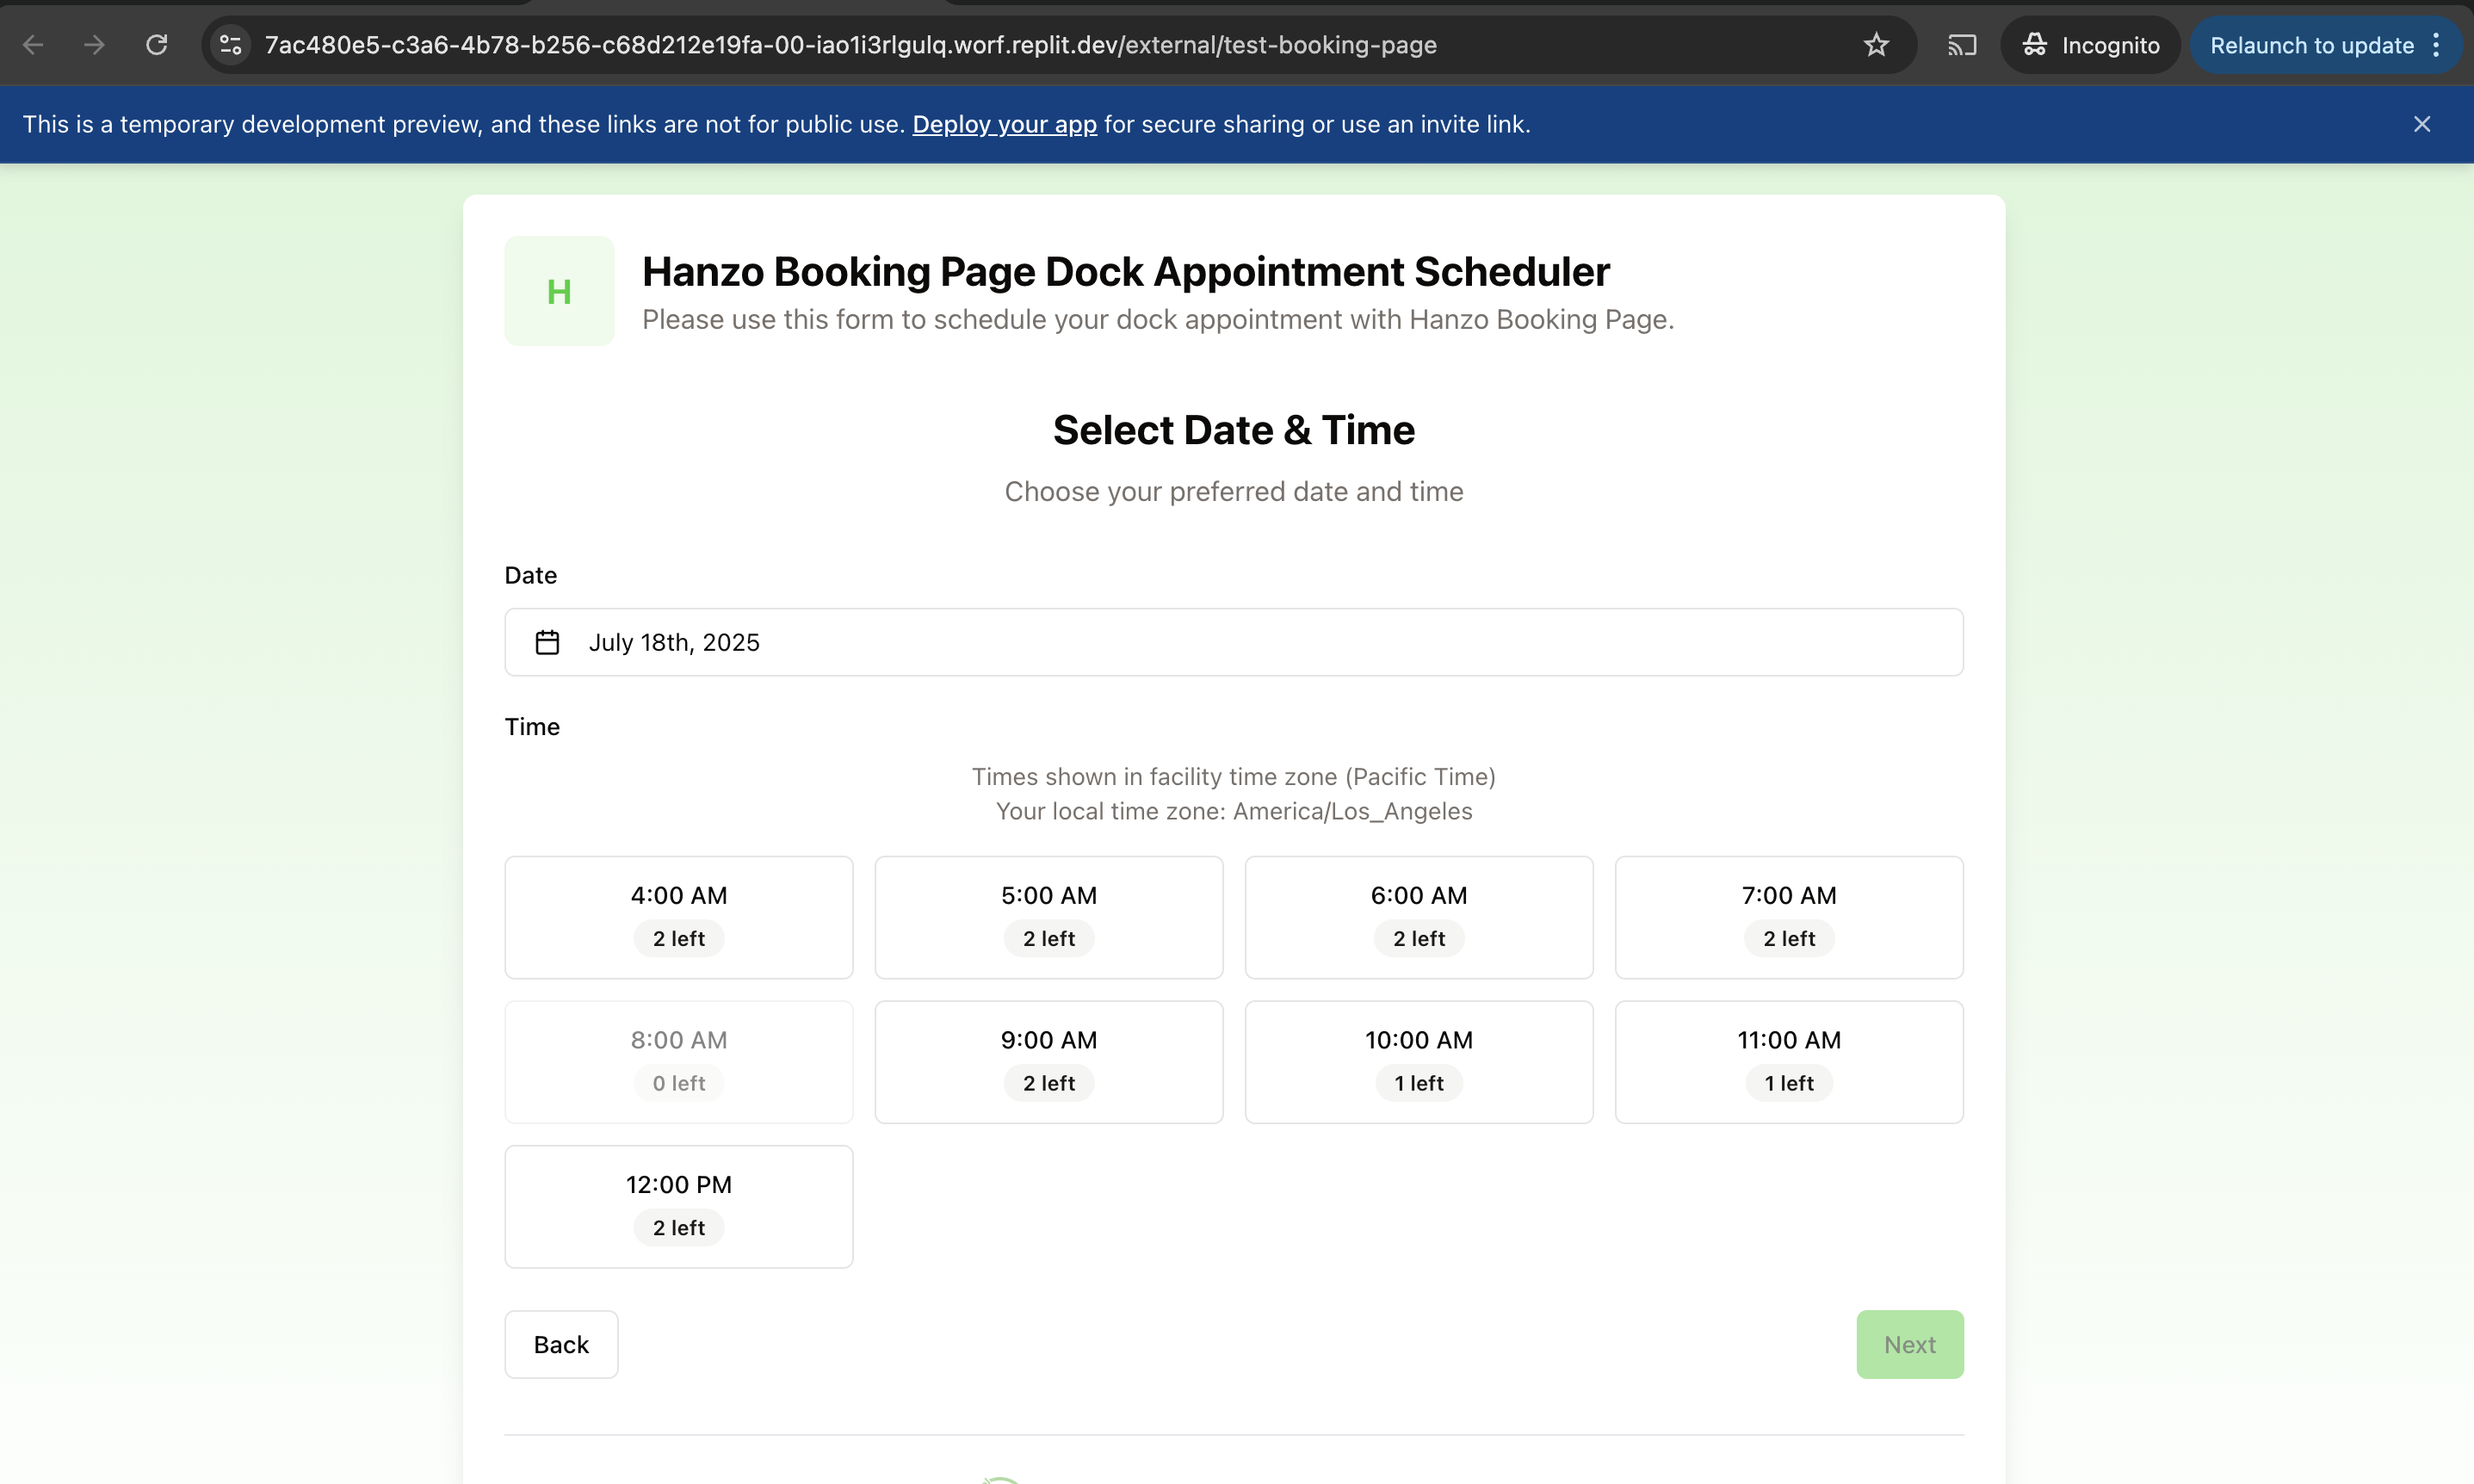 7ac480e5-c3a6-4b78-b256-c68d212e19fa-00-iao1i3rlgulq.worf.replit.dev/external/test-booking-page
Incognito
Relaunch to update
This is a temporary development preview, and these links are not for public use. Deploy your app for secure sharing or use an invite link.
H
Hanzo Booking Page Dock Appointment Scheduler
Please use this form to schedule your dock appointment with Hanzo Booking Page.
Select Date & Time
Choose your preferred date and time
Date
July 18th, 2025
Time
Times shown in facility time zone (Pacific Time)
Your local time zone: America/Los_Angeles
4:00 AM
2 left
5:00 AM
2 left
6:00 AM
2 left
7:00 AM
2 left
8:00 AM
0 left
9:00 AM
2 left
10:00 AM
1 left
11:00 AM
1 left
12:00 PM
2 left
Back
Next